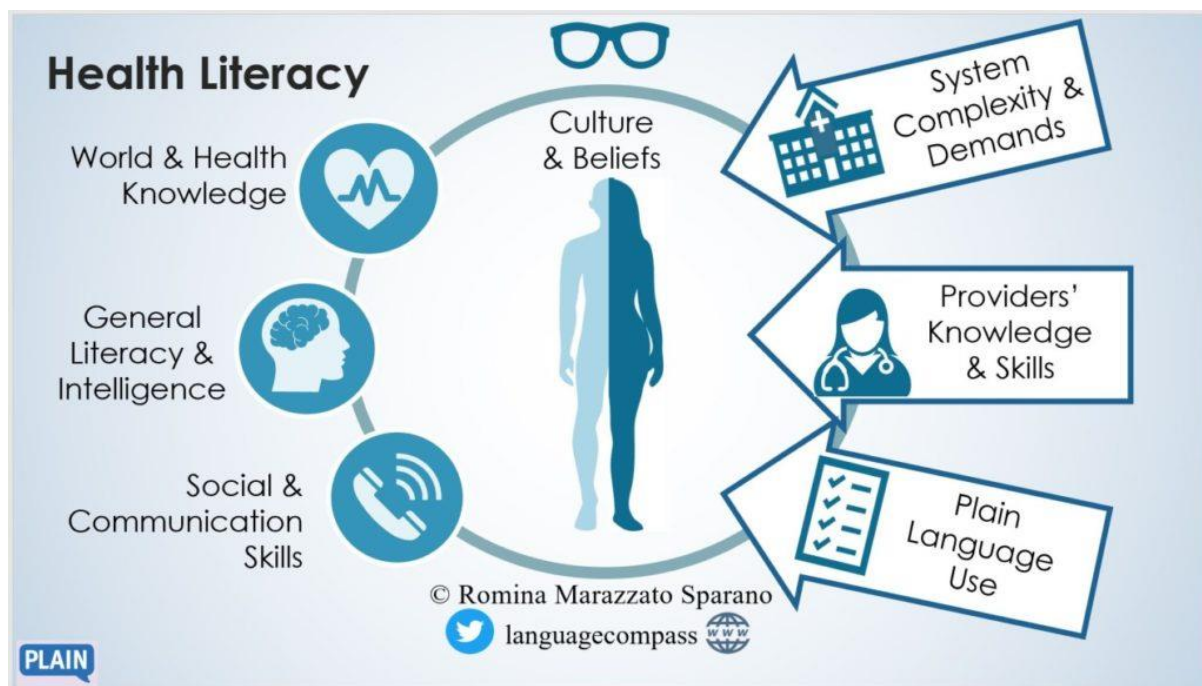 Health Literacy
World & Health
Knowledge
General
Literacy &
Intelligence
Social &
Communication
Skills
Culture
& Beliefs
System
Complexity &
Demands
Providers'
Knowledge
& Skills
Plain
Language
Use
© Romina Marazzato Sparano
languagecompass www
PLAIN